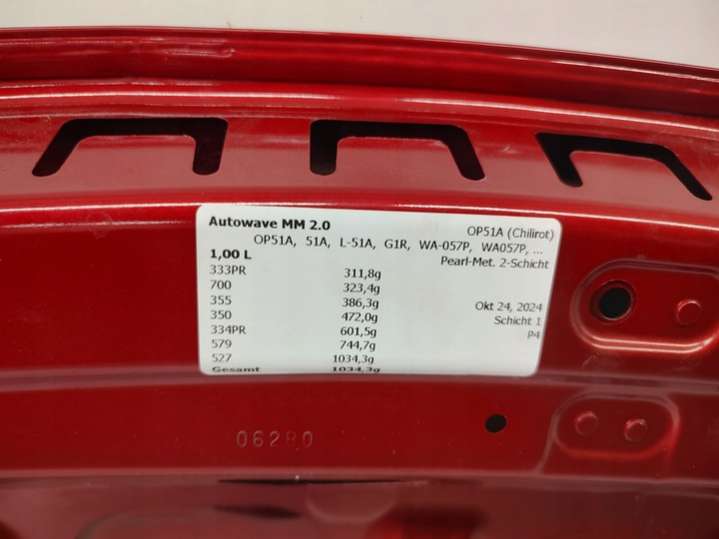 Autowave MM 2.0 OP51A (Chilirot)
OP51A, 51A, L-51A, G1R, WA-057P, WA057P, ...
1,00 L Pearl-Met. 2-Schicht
333PR 311,8g
700 323,4g
355 386,3g Okt 24, 2024
350 472,0g Schicht 1
334PR 601,5g P4
579 744,7g
527 1034,3g
Gesamt 1034,3g
062R0